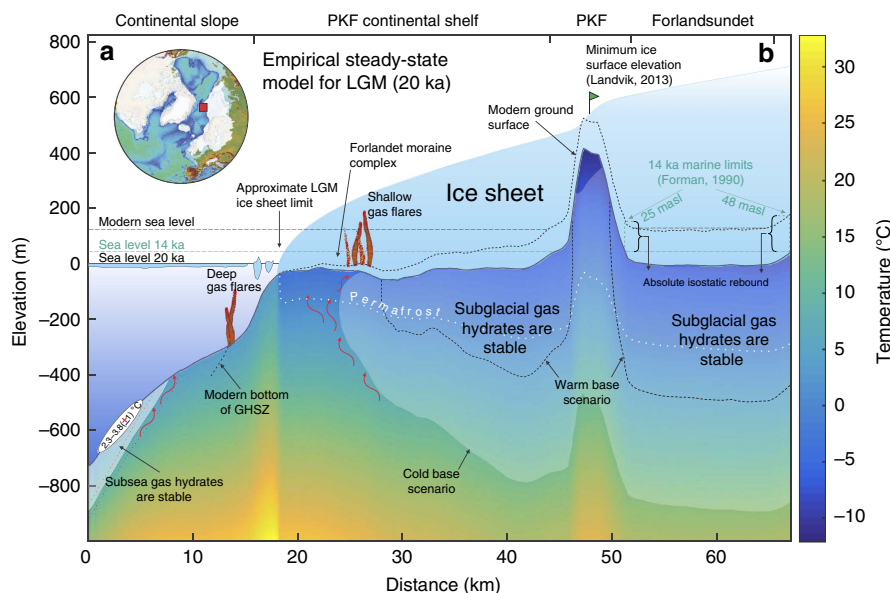 Continental slope
PKF continental shelf
PKF
Forlandsundet
a
b
Empirical steady-state
model for LGM (20 ka)
Minimum ice
surface elevation
(Landvik, 2013)
Modern ground
surface
Forlandet moraine
complex
14 ka marine limits
(Forman, 1990)
25 masl
48 masl
Ice sheet
Approximate LGM
ice sheet limit
Shallow
gas flares
Modern sea level
Sea level 14 ka
Sea level 20 ka
Deep
gas flares
Absolute isostatic rebound
Permafrost
Subglacial gas
hydrates are
stable
Subglacial gas
hydrates are
stable
Modern bottom
of GHSZ
Warm base
scenario
2.3–3.8(±1) °C
Subsea gas hydrates
are stable
Cold base
scenario
Elevation (m)
800
600
400
200
0
–200
–400
–600
–800
0
10
20
30
40
50
60
Distance (km)
30
25
20
15
10
5
0
–5
–10
Temperature (°C)